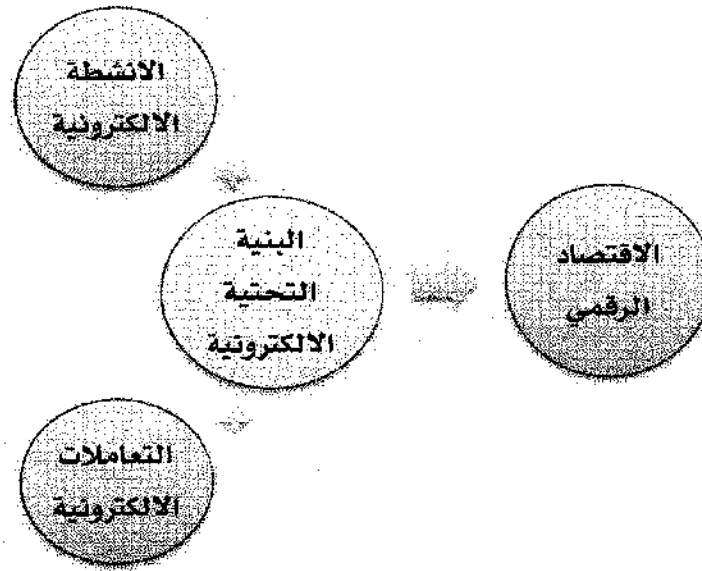 الانشطة
الالكترونية
البنية
التحتية
الالكترونية
الاقتصاد
الرقمي
التعاملات
الالكترونية